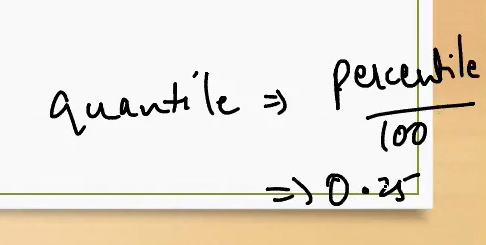 quantile ⇒ percentile
100
⇒ 0.25